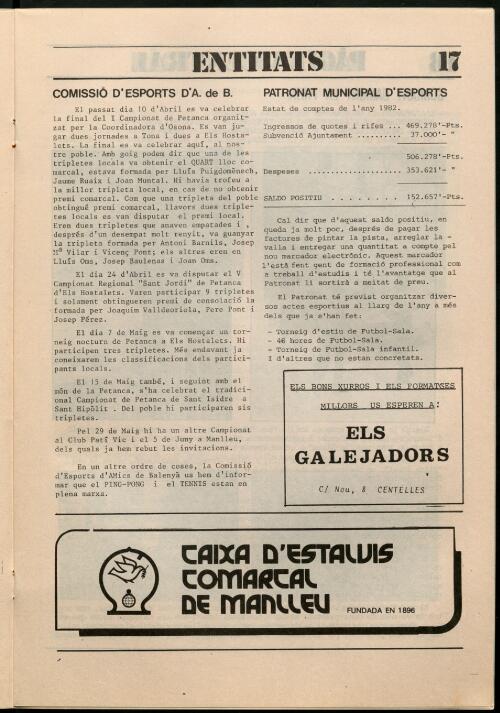 ENTITATS 17
COMISSIÓ D'ESPORTS D'A. de B.
El passat dia 10 d'Abril es va celebrar
la final del I Campionat de Petanca organit-
zat per la Coordinadora d'Osona. Es van ju-
gar dues jornades a Tona i dues a Els Hosta-
lets. La final es va celebrar aquí, al nos-
tre poble. Amb goig podem dir que una de les
tripletes locals va obtenir el QUART lloc co-
marcal, estava formada per Lluís Puigdomènech,
Jaume Ruaix i Joan Muntal. Hi havia trofeu a
la millor tripleta local, en cas de no obtenir
premi comarcal. Com que una tripleta del poble
obtingué premi comarcal, llavors dues triple-
tes locals es van disputar el premi local.
Eren dues tripletes que anaven empatades i ,
després d'un desempat molt renyit, va guanyar
la tripleta formada per Antoni Barnils, Josep
Mª Vilar i Vicenç Pont; els altres eren en
Lluís Oms, Josep Baulenas i Joan Oms.
El dia 24 d'Abril es va disputar el V
Campionat Regional "Sant Jordi" de Petanca
d'Els Hostalets. Varen participar 9 tripletes
i solament obtingueren premi de consolació la
formada per Joaquim Valldeoriola, Pere Pont i
Josep Pérez.
El dia 7 de Maig es va començar un tor-
neig nocturn de Petanca a Els Hostalets. Hi
participen tres tripletes. Més endavant ja
coneixarem les classificacions dels partici-
pants locals.
El 15 de Maig també, i seguint amb el
món de la Petanca, s'ha celebrat el tradici-
onal Campionat de Petanca de Sant Isidre a
Sant Hipòlit . Del poble hi participaren sis
tripletes.
Pel 29 de Maig hi ha un altre Campionat
al Club Patí Vic i el 5 de Juny a Manlleu,
dels quals ja hem rebut les invitacions.
En un altre ordre de coses, la Comissió
d'Esports d'AMics de Balenyà us hem d'infor-
mar que el PING-PONG i el TENNIS estan en
plena marxa.
PATRONAT MUNICIPAL D'ESPORTS
Estat de comptes de l'any 1982.
Ingressos de quotes i rifes ... 469.278'-Pts.
Subvenció Ajuntament .......... 37.000'- "
506.278'-Pts.
Despeses .................... 353.621'- "
SALDO POSITIU . . . . . . . . . 152.657'-Pts.
Cal dir que d'aquest saldo positiu, en
queda ja molt poc, després de pagar les
factures de pintar la pista, arreglar la -
valla i entregar una quantitat a compte pel
nou marcador electrònic. Aquest marcador
l'està fent gent de formació professional com
a treball d'estudis i té l'avantatge que al
Patronat li sortirà a meitat de preu.
El Patronat té previst organitzar diver-
sos actes esportius al llarg de l'any a més
dels que ja s'han fet:
- Torneig d'estiu de Futbol-Sala.
- 46 hores de Futbol-Sala.
- Torneig de Futbol-Sala infantil.
I d'altres que no estan concretats.
ELS BONS XURROS I ELS FORMATGES
MILLORS US ESPEREN A:
ELS
GALEJADORS
C/ Nou, 8 CENTELLES
CAIXA D'ESTALVIS
COMARCAL
DE MANLLEU FUNDADA EN 1896